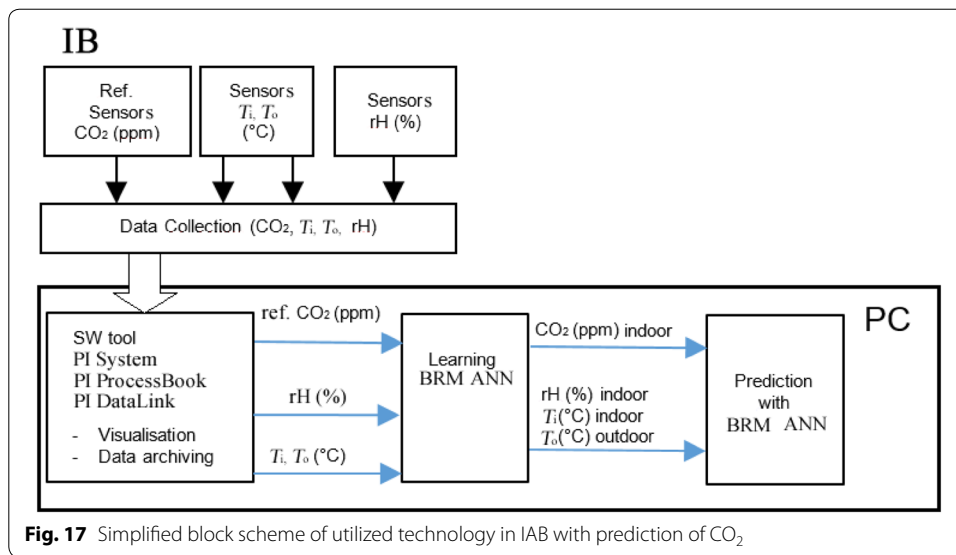 IB
Ref.
Sensors
CO₂ (ppm)
Sensors
Tᵢ, Tₒ
(°C)
Sensors
rH (%)
Data Collection (CO₂, Tᵢ, Tₒ, rH)
PC
SW tool
PI System
PI ProcessBook
PI DataLink
- Visualisation
- Data archiving
ref. CO₂ (ppm)
rH (%)
Tᵢ, Tₒ (°C)
Learning
BRM ANN
CO₂ (ppm) indoor
rH (%) indoor
Tᵢ(°C) indoor
Tₒ(°C) outdoor
Prediction
with
BRM ANN
Fig. 17 Simplified block scheme of utilized technology in IAB with prediction of CO₂